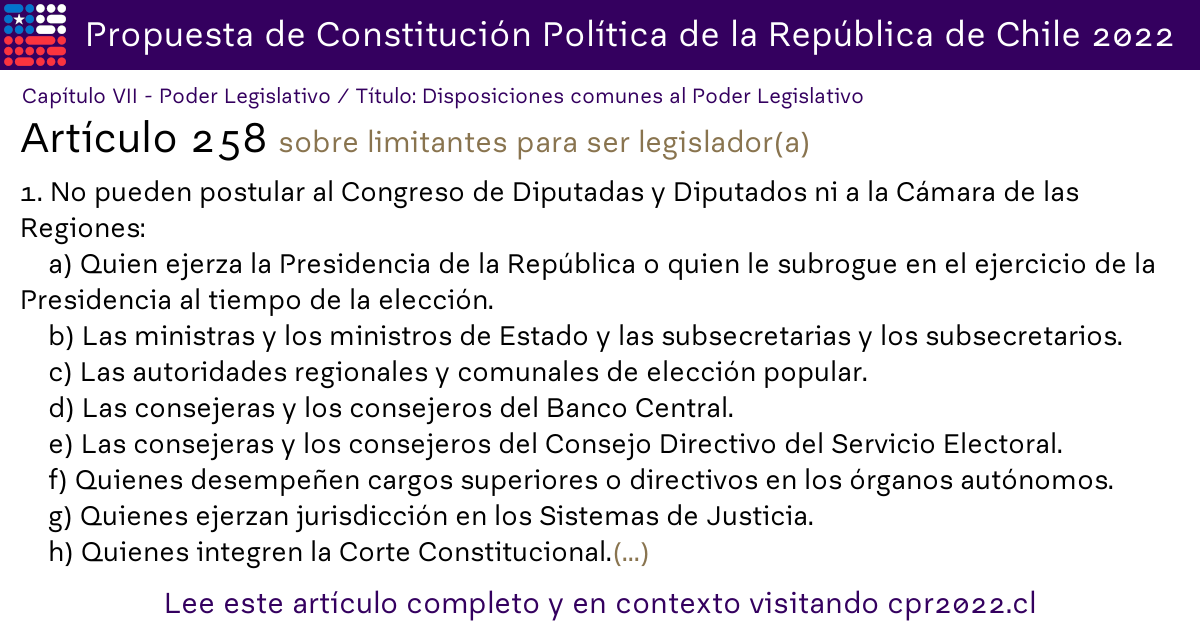 Propuesta de Constitución Política de la República de Chile 2022
Capítulo VII - Poder Legislativo / Título: Disposiciones comunes al Poder Legislativo
Artículo 258 sobre limitantes para ser legislador(a)
1. No pueden postular al Congreso de Diputadas y Diputados ni a la Cámara de las
Regiones:
a) Quien ejerza la Presidencia de la República o quien le subrogue en el ejercicio de la
Presidencia al tiempo de la elección.
b) Las ministras y los ministros de Estado y las subsecretarias y los subsecretarios.
c) Las autoridades regionales y comunales de elección popular.
d) Las consejeras y los consejeros del Banco Central.
e) Las consejeras y los consejeros del Consejo Directivo del Servicio Electoral.
f) Quienes desempeñen cargos superiores o directivos en los órganos autónomos.
g) Quienes ejerzan jurisdicción en los Sistemas de Justicia.
h) Quienes integren la Corte Constitucional.(...)
Lee este artículo completo y en contexto visitando cpr2022.cl